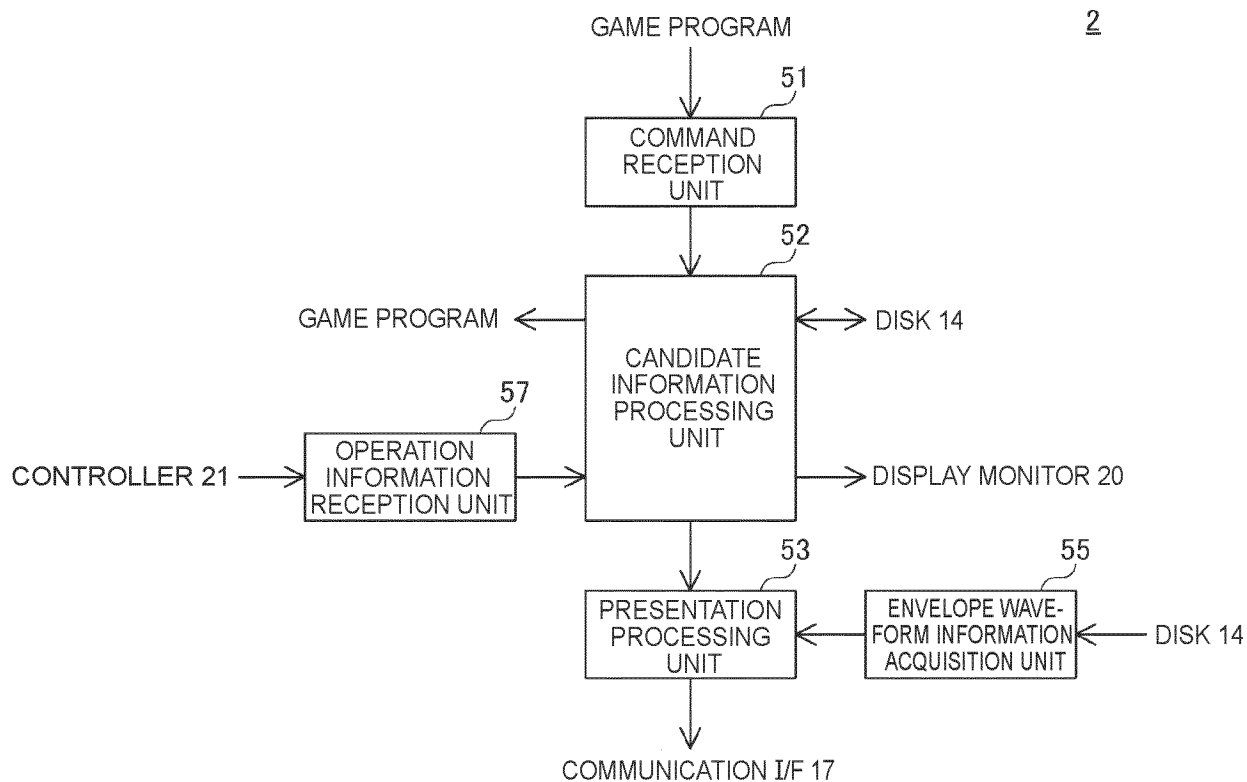 GAME PROGRAM
2
51
COMMAND
RECEPTION
UNIT
52
GAME PROGRAM
DISK 14
CANDIDATE
INFORMATION
PROCESSING
UNIT
57
OPERATION
INFORMATION
RECEPTION UNIT
CONTROLLER 21
DISPLAY MONITOR 20
53
55
PRESENTATION
PROCESSING
UNIT
ENVELOPE WAVE-
FORM INFORMATION
ACQUISITION UNIT
DISK 14
COMMUNICATION I/F 17